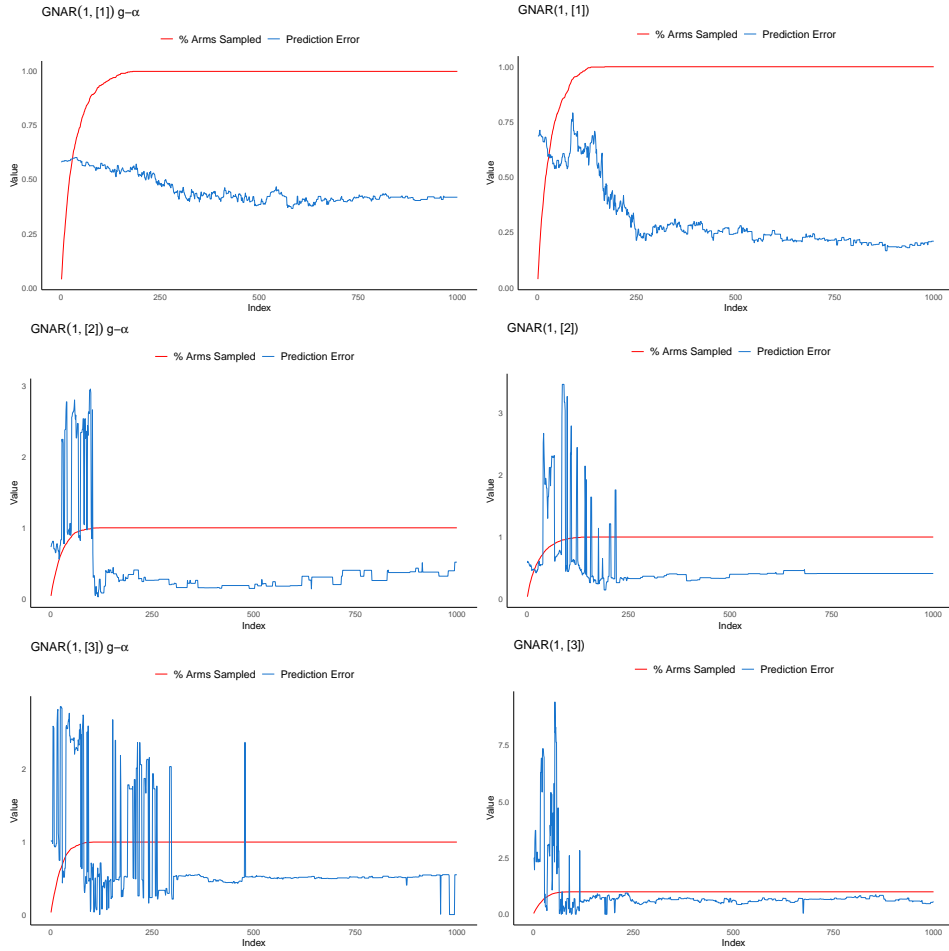 GNAR(1, [1]) g−α
% Arms Sampled Prediction Error
1.00
0.75
0.50
0.25
0.00
Value
0 250 500 750 1000
Index
GNAR(1, [1])
% Arms Sampled Prediction Error
1.00
0.75
0.50
0.25
0.00
Value
0 250 500 750 1000
Index
GNAR(1, [2]) g−α
% Arms Sampled Prediction Error
3
2
1
0
Value
0 250 500 750 1000
Index
GNAR(1, [2])
% Arms Sampled Prediction Error
3
2
1
0
Value
0 250 500 750 1000
Index
GNAR(1, [3]) g−α
% Arms Sampled Prediction Error
2
1
0
Value
0 250 500 750 1000
Index
GNAR(1, [3])
% Arms Sampled Prediction Error
7.5
5.0
2.5
0.0
Value
0 250 500 750 1000
Index